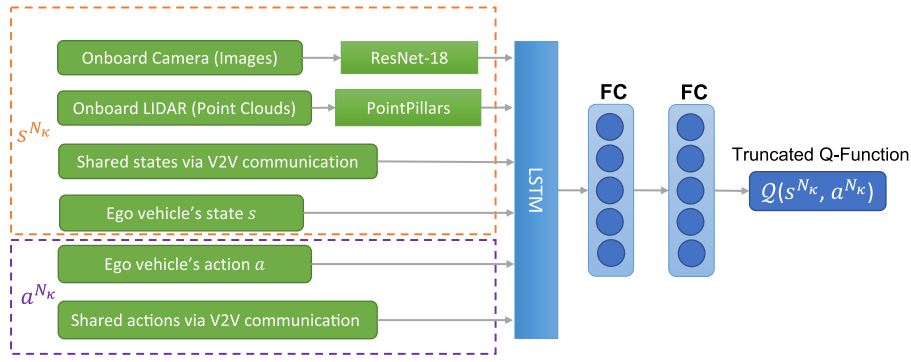 Onboard Camera (Images)
ResNet-18
Onboard LIDAR (Point Clouds)
PointPillars
s^{N_κ}
Shared states via V2V communication
Ego vehicle's state s
Ego vehicle's action a
a^{N_κ}
Shared actions via V2V communication
LSTM
FC
FC
Truncated Q-Function
Q(s^{N_κ}, a^{N_κ})